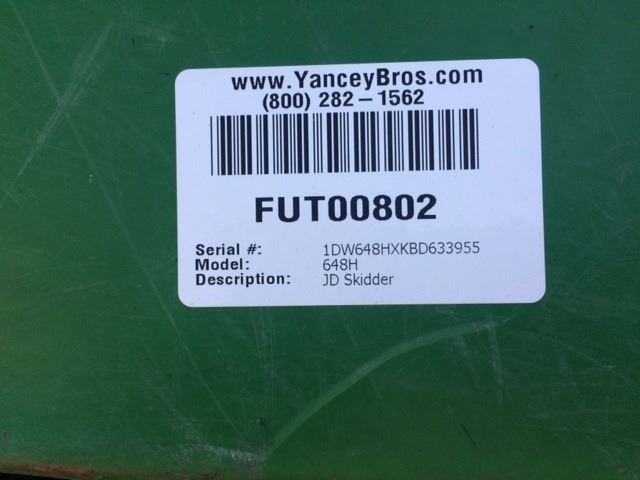 www.YanceyBros.com
(800) 282-1562
FUT00802
Serial #: 1DW648HXKBD633955
Model: 648H
Description: JD Skidder